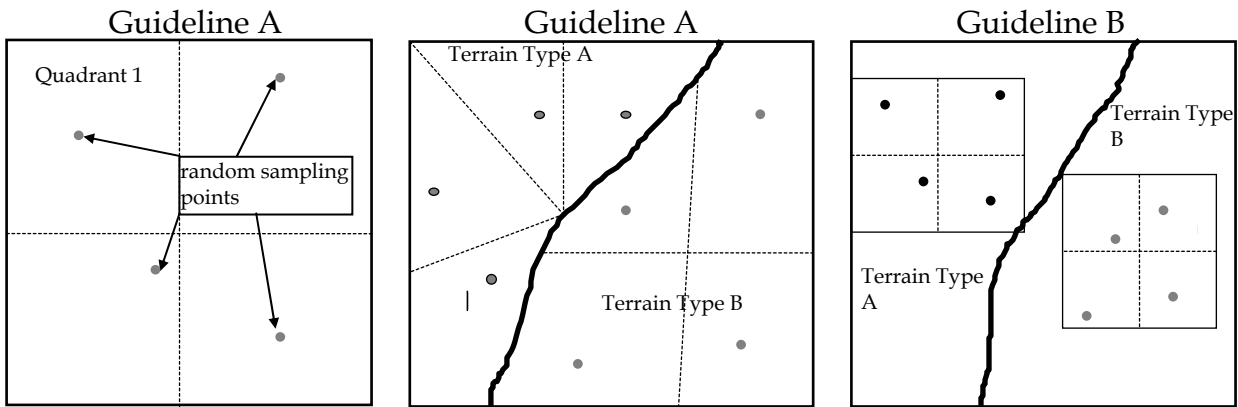 Guideline A
Quadrant 1
random sampling
points
Guideline A
Terrain Type A
Terrain Type B
Guideline B
Terrain Type
B
Terrain Type
A